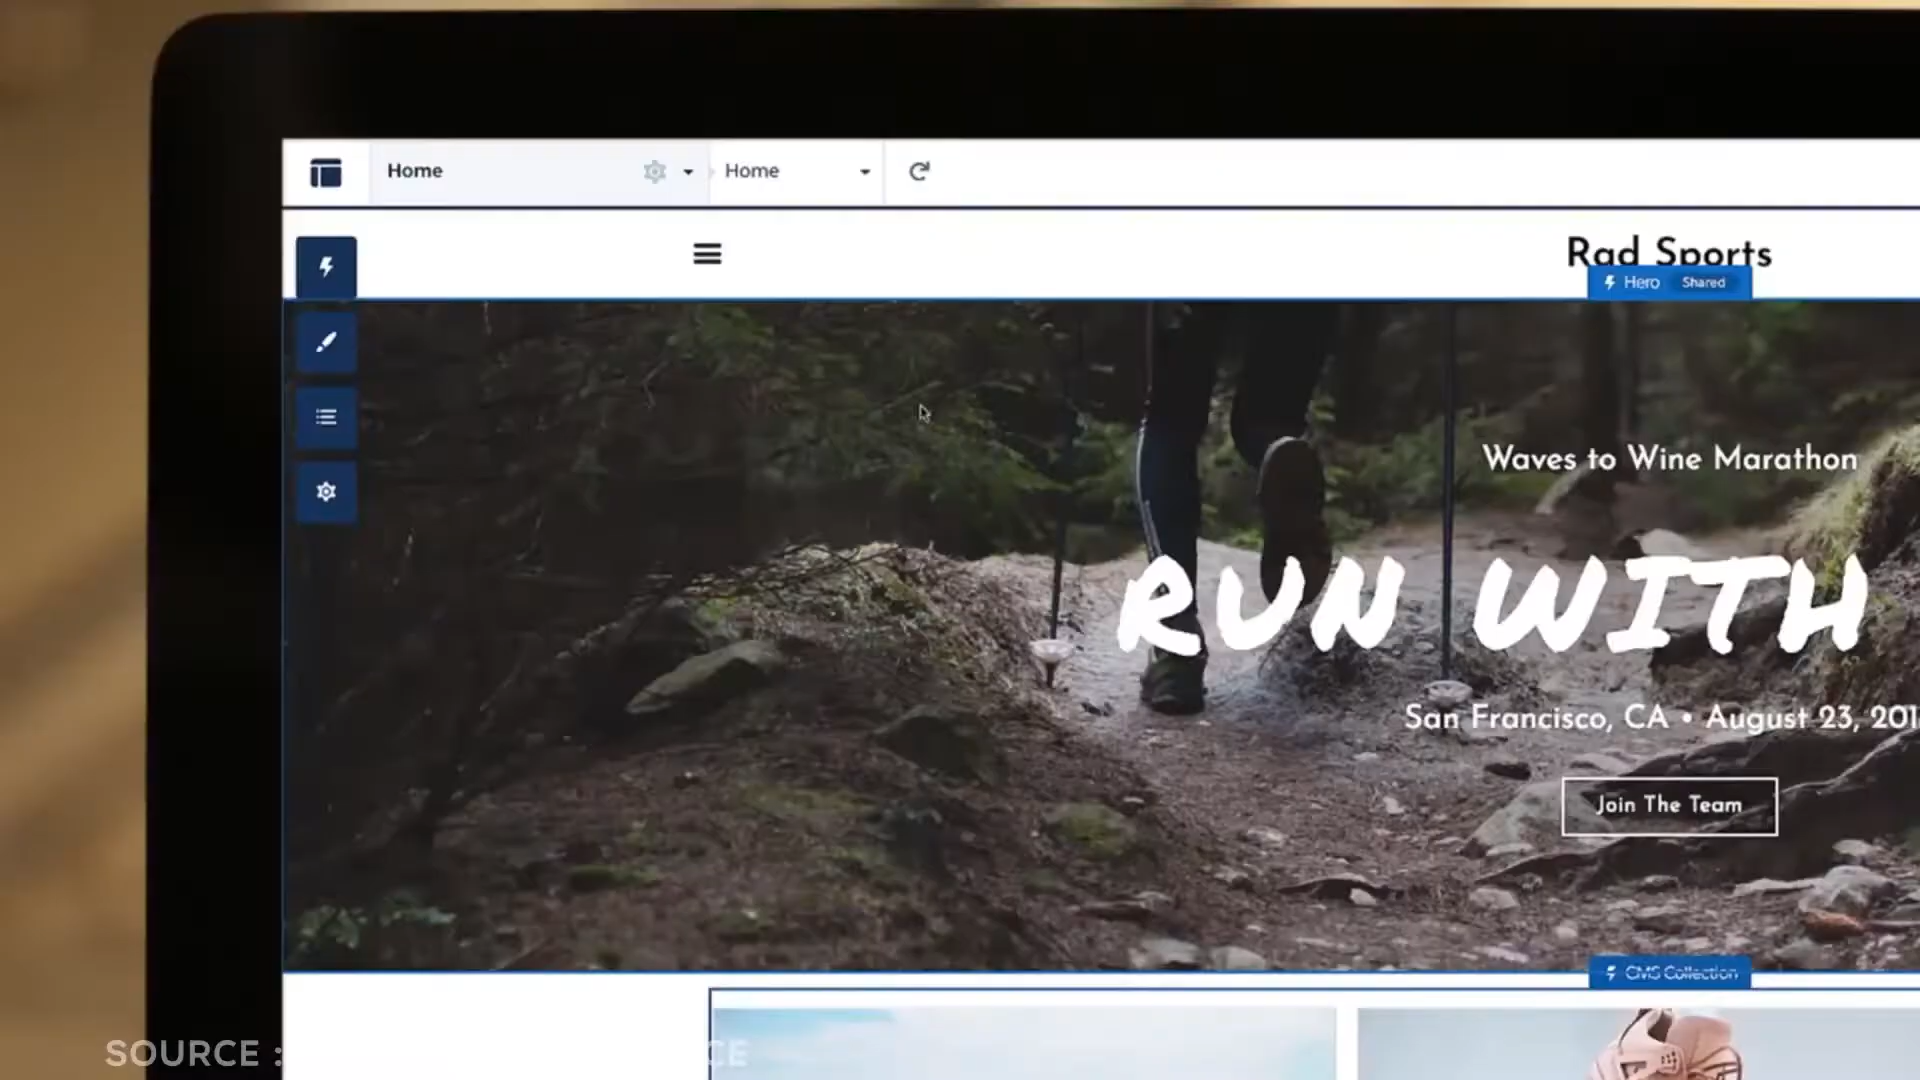 Home
Home
Rad Sports
Hero Shared
Waves to Wine Marathon
RUN WITH
San Francisco, CA • August 23, 201
Join The Team
CMS Collection
SOURCE :